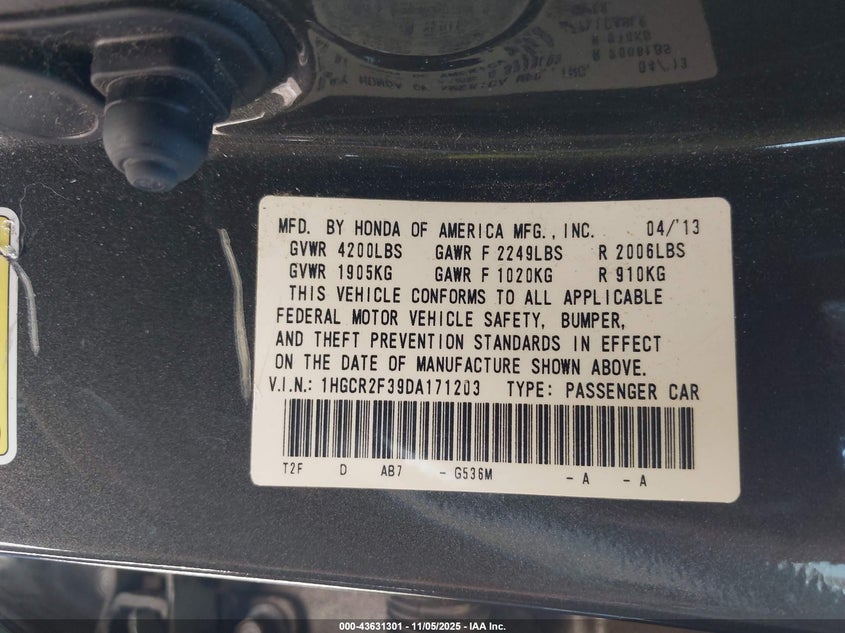 MFD. BY HONDA OF AMERICA MFG., INC. 04/'13
GVWR 4200LBS GAWR F 2249LBS R 2006LBS
GVWR 1905KG GAWR F 1020KG R 910KG
THIS VEHICLE CONFORMS TO ALL APPLICABLE
FEDERAL MOTOR VEHICLE SAFETY, BUMPER,
AND THEFT PREVENTION STANDARDS IN EFFECT
ON THE DATE OF MANUFACTURE SHOWN ABOVE.
V.I.N.: 1HGCR2F39DA171203 TYPE: PASSENGER CAR
T2F D AB7 - G536M - A - A
000-43631301 - 11/05/2025 - IAA Inc.